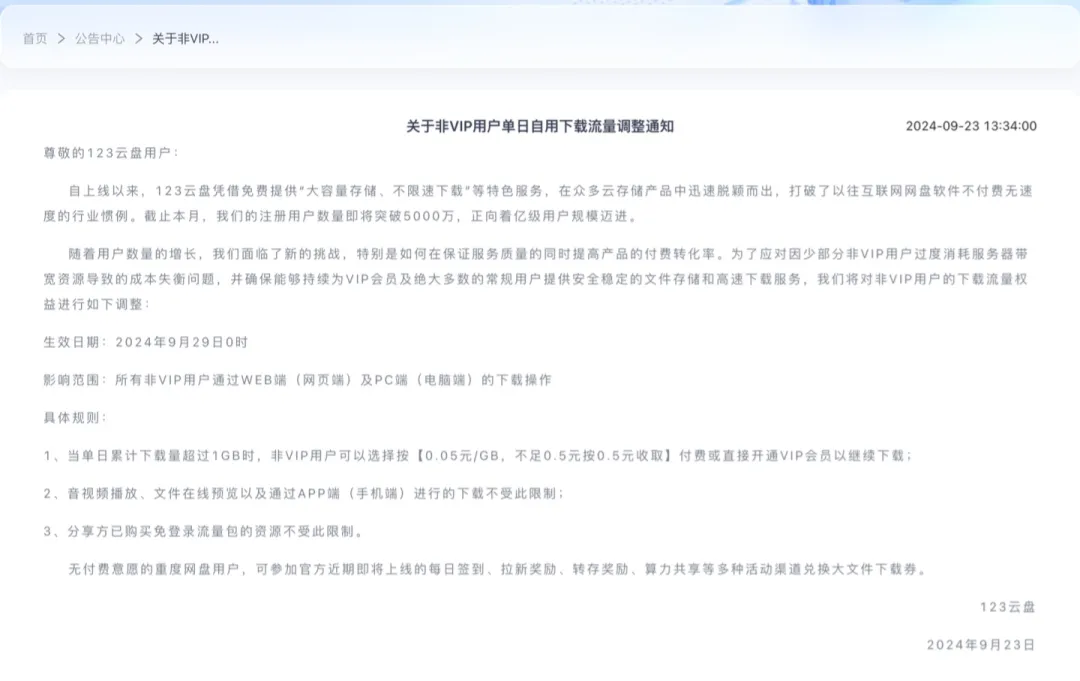 首页 > 公告中心 > 关于非VIP...
关于非VIP用户单日自用下载流量调整通知 2024-09-23 13:34:00
尊敬的123云盘用户：
自上线以来，123云盘凭借免费提供"大容量存储、不限速下载"等特色服务，在众多云存储产品中迅速脱颖而出，打破了以往互联网网盘软件不付费无速
度的行业惯例。截止本月，我们的注册用户数量即将突破5000万，正向着亿级用户规模迈进。
随着用户数量的增长，我们面临了新的挑战，特别是如何在保证服务质量的同时提高产品的付费转化率。为了应对因少部分非VIP用户过度消耗服务器带
宽资源导致的成本失衡问题，并确保能够持续为VIP会员及绝大多数的常规用户提供安全稳定的文件存储和高速下载服务，我们将对非VIP用户的下载流量权
益进行如下调整：
生效日期：2024年9月29日0时
影响范围：所有非VIP用户通过WEB端（网页端）及PC端（电脑端）的下载操作
具体规则：
1、当单日累计下载量超过1GB时，非VIP用户可以选择按【0.05元/GB，不足0.5元按0.5元收取】付费或直接开通VIP会员以继续下载；
2、音视频播放、文件在线预览以及通过APP端（手机端）进行的下载不受此限制；
3、分享方已购买免登录流量包的资源不受此限制。
无付费意愿的重度网盘用户，可参加官方近期即将上线的每日签到、拉新奖励、转存奖励、算力共享等多种活动渠道兑换大文件下载券。
123云盘
2024年9月23日